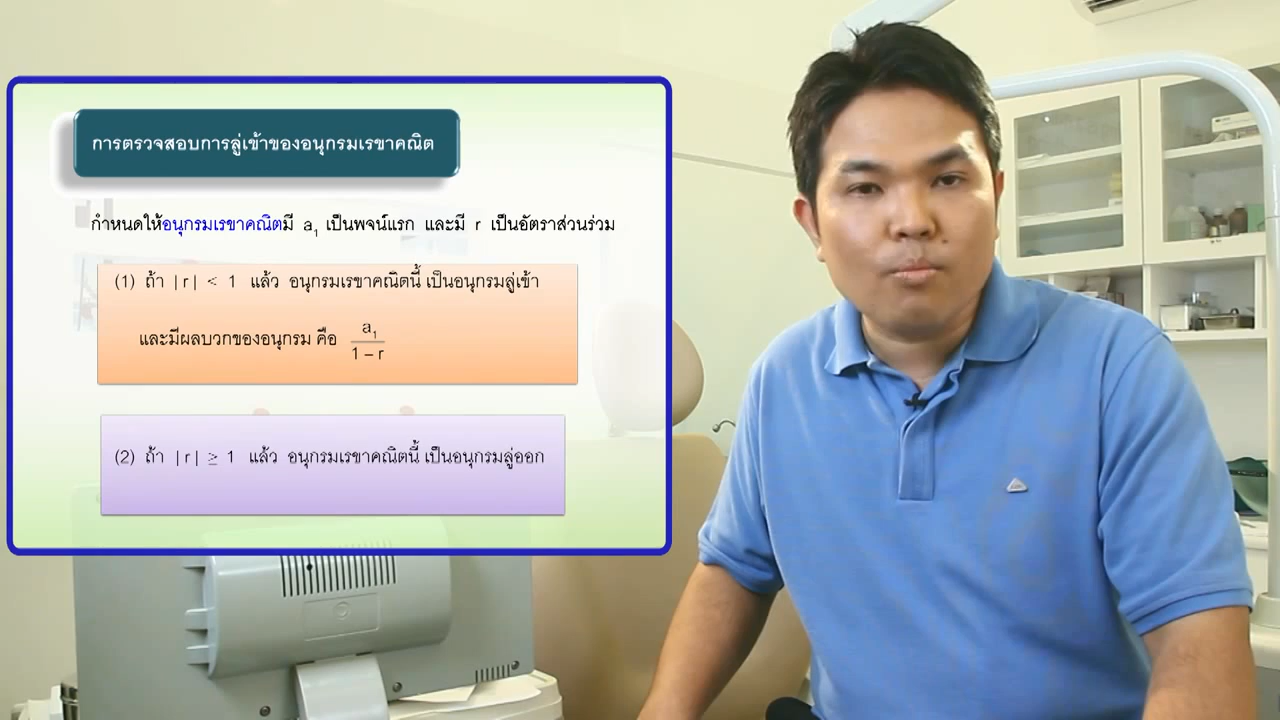 การตรวจสอบการลู่เข้าของอนุกรมเรขาคณิต
กำหนดให้อนุกรมเรขาคณิตมี a₁ เป็นพจน์แรก และมี r เป็นอัตราส่วนร่วม
(1) ถ้า |r| < 1 แล้ว อนุกรมเรขาคณิตนี้ เป็นอนุกรมลู่เข้า
และมีผลบวกของอนุกรม คือ a₁ / 1 – r
(2) ถ้า |r| ≥ 1 แล้ว อนุกรมเรขาคณิตนี้ เป็นอนุกรมลู่ออก